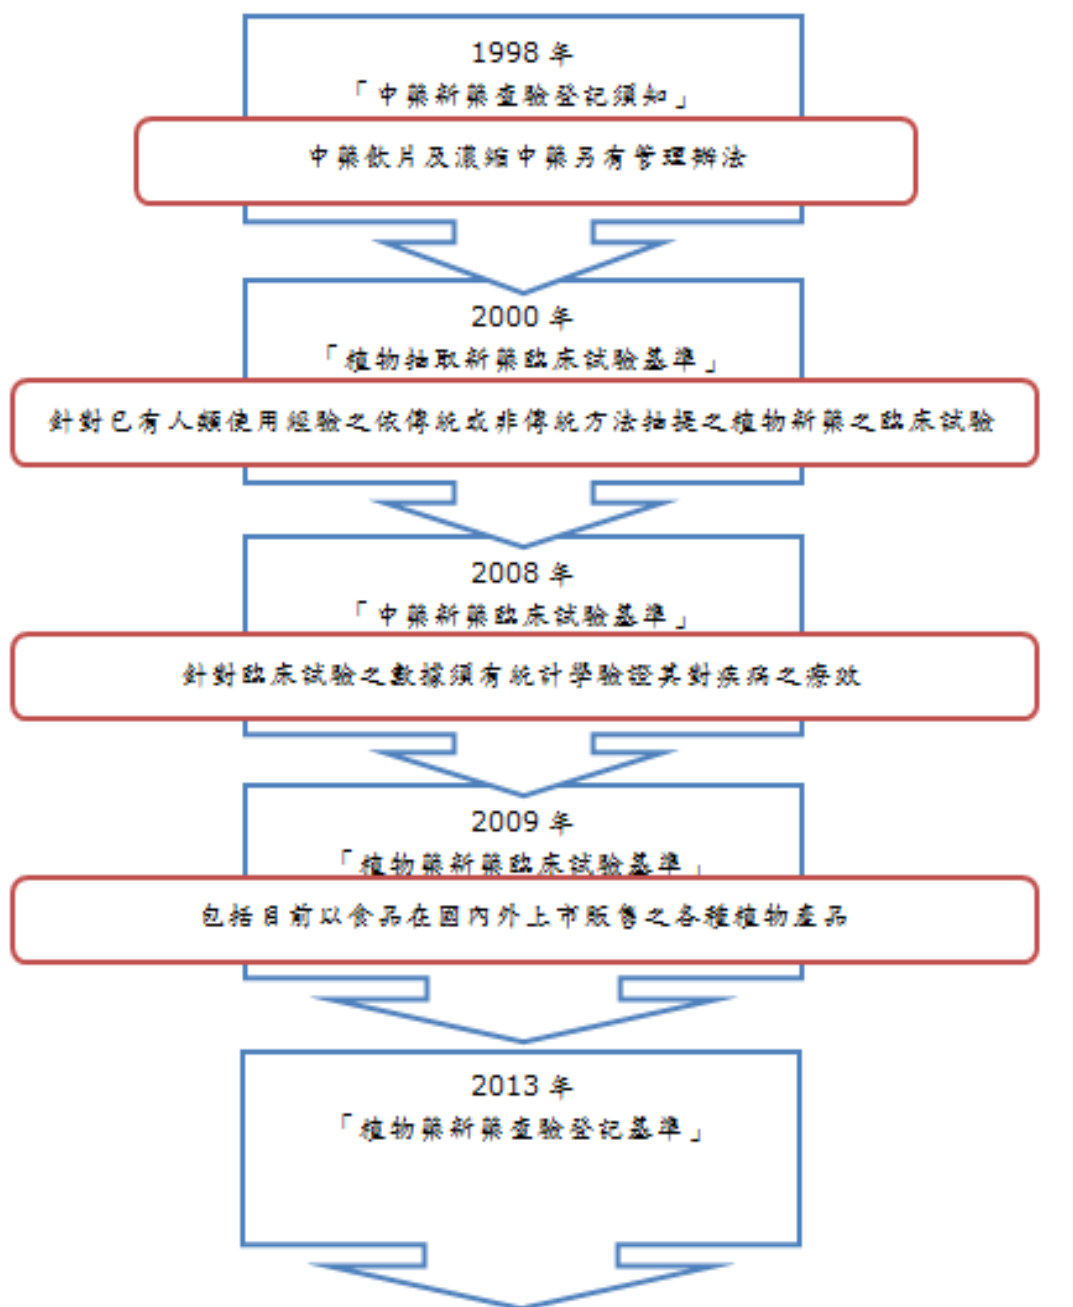 1998 年
「中藥新藥查驗登記須知」
中藥飲片及濃縮中藥另有管理辦法
2000 年
「植物抽取新藥臨床試驗基準」
針對已有人類使用經驗之依傳統或非傳統方法抽提之植物新藥之臨床試驗
2008 年
「中藥新藥臨床試驗基準」
針對臨床試驗之數據須有統計學驗證其對疾病之療效
2009 年
「植物藥新藥臨床試驗基準」
包括目前以食品在國內外上市販售之各種植物產品
2013 年
「植物藥新藥查驗登記基準」